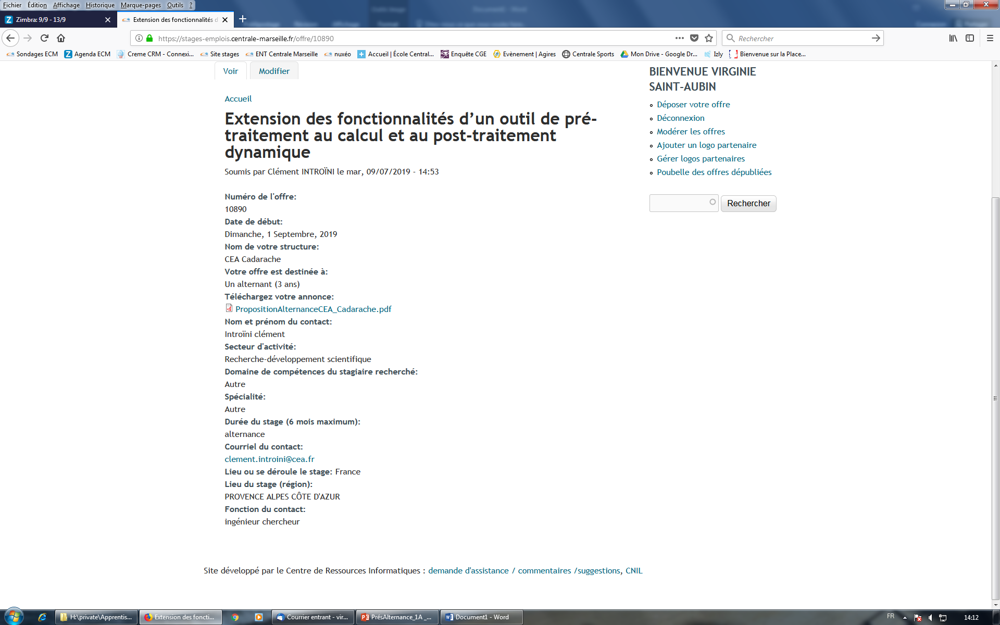 Fichier Édition Affichage Historique Marque-pages Outils ?
Zimbra: 9/9 - 13/9
Extension des fonctionnalités d
https://stages-emplois.centrale-marseille.fr/offre/10890
Rechercher
Sondages ECM Agenda ECM Creme CRM - Connexi... Site stages ENT Centrale Marseille nuxéo Accueil | École Central... Enquête CGE Evènement | Agires Centrale Sports Mon Drive - Google Dr... Izly Bienvenue sur la Place...
Voir Modifier
Accueil
Extension des fonctionnalités d’un outil de pré-
traitement au calcul et au post-traitement
dynamique
Soumis par Clément INTROÏNI le mar, 09/07/2019 - 14:53
Numéro de l'offre:
10890
Date de début:
Dimanche, 1 Septembre, 2019
Nom de votre structure:
CEA Cadarache
Votre offre est destinée à:
Un alternant (3 ans)
Téléchargez votre annonce:
PropositionAlternanceCEA_Cadarache.pdf
Nom et prénom du contact:
Introïni clément
Secteur d'activité:
Recherche-développement scientifique
Domaine de compétences du stagiaire recherché:
Autre
Spécialité:
Autre
Durée du stage (6 mois maximum):
alternance
Courriel du contact:
clement.introini@cea.fr
Lieu ou se déroule le stage: France
Lieu du stage (région):
PROVENCE ALPES CÔTE D'AZUR
Fonction du contact:
ingénieur chercheur
BIENVENUE VIRGINIE
SAINT-AUBIN
Déposer votre offre
Déconnexion
Modérer les offres
Ajouter un logo partenaire
Gérer logos partenaires
Poubelle des offres dépubliées
Rechercher
Site développé par le Centre de Ressources Informatiques : demande d'assistance / commentaires /suggestions, CNIL
H:\private\Apprentis... Extension des foncti... Courrier entrant - vir... PrésAlternance_1A _... Document1 - Word FR 14:12